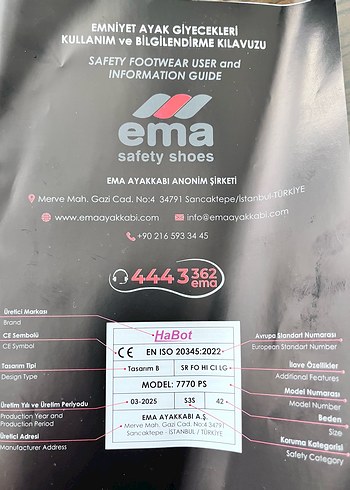 EMNİYET AYAK GİYECEKLERİ
KULLANIM ve BİLGİLENDİRME KILAVUZU
SAFETY FOOTWEAR USER and
INFORMATION GUIDE
ema
safety shoes
EMA AYAKKABI ANONİM ŞİRKETİ
Merve Mah. Gazi Cad. No:4 34791 Sancaktepe/İstanbul-TÜRKİYE
www.emaayakkabi.com info@emaayakkabi.com
+90 216 593 34 45
444 3 362 ema
Üretici Markası
Brand
CE Sembolü
CE Symbol
Tasarım Tipi
Design Type
Üretim Yılı ve Üretim Periyodu
Production Year and
Production Period
Üretici Adresi
Manufacturer Address
HaBot
CE EN ISO 20345:2022
Tasarım B SR FO HI CI LG
MODEL: 7770 PS
03-2025 S3S 42
EMA AYAKKABI A.Ş.
Merve Mah. Gazi Cad. No:4 34791
Sancaktepe - İSTANBUL / TÜRKİYE
Avrupa Standart Numarası
European Standart Number
İlave Özellikler
Additional Features
Model Numarası
Model Number
Beden
Size
Koruma Kategorisi
Safety Category